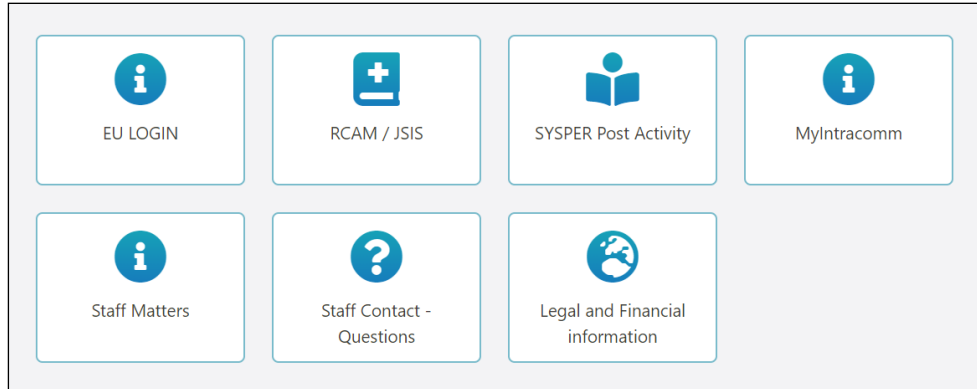 EU LOGIN
RCAM / JSIS
SYSPER Post Activity
MyIntracomm
Staff Matters
Staff Contact -
Questions
Legal and Financial
information